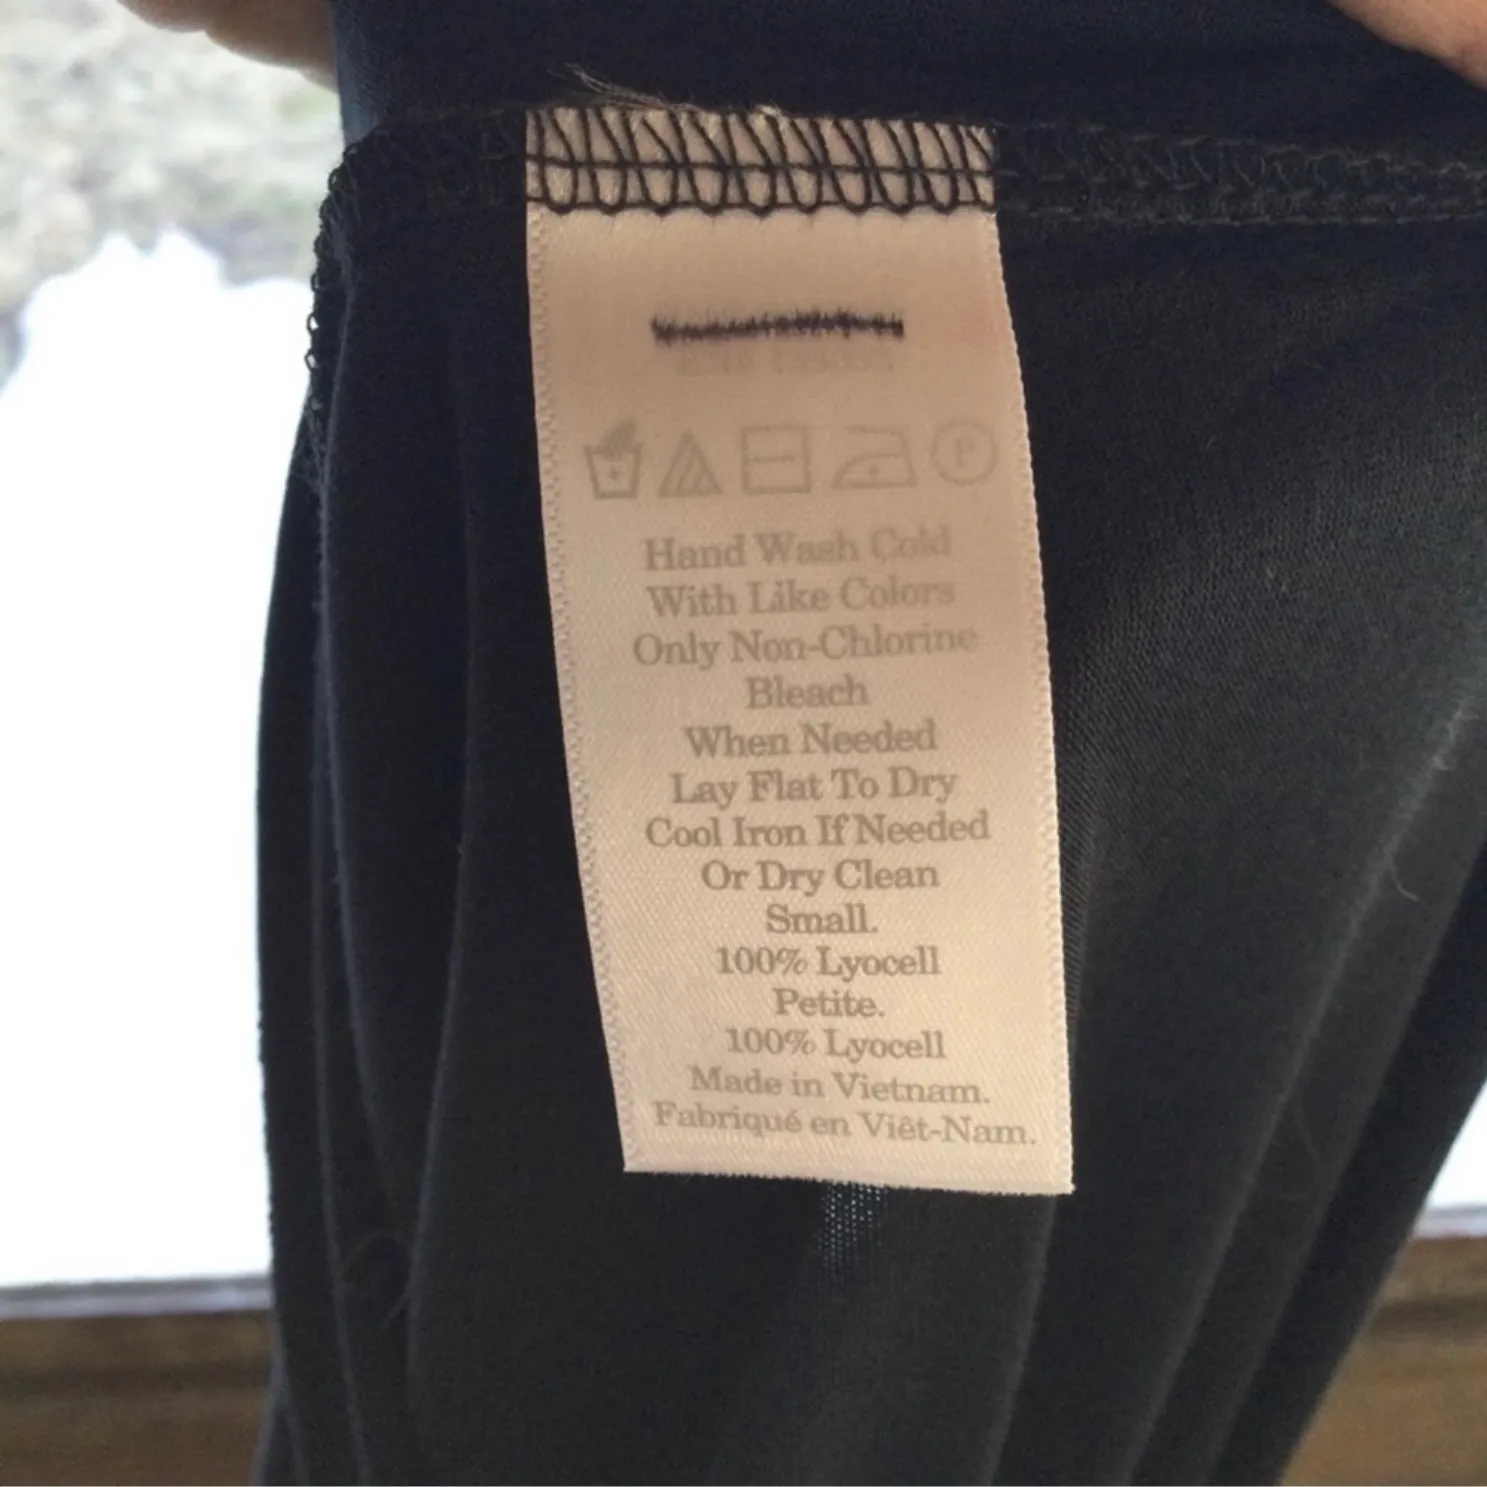 Hand Wash Cold
With Like Colors
Only Non-Chlorine
Bleach
When Needed
Lay Flat To Dry
Cool Iron If Needed
Or Dry Clean
Small.
100% Lyocell
Petite.
100% Lyocell
Made in Vietnam.
Fabriqué en Viêt-Nam.